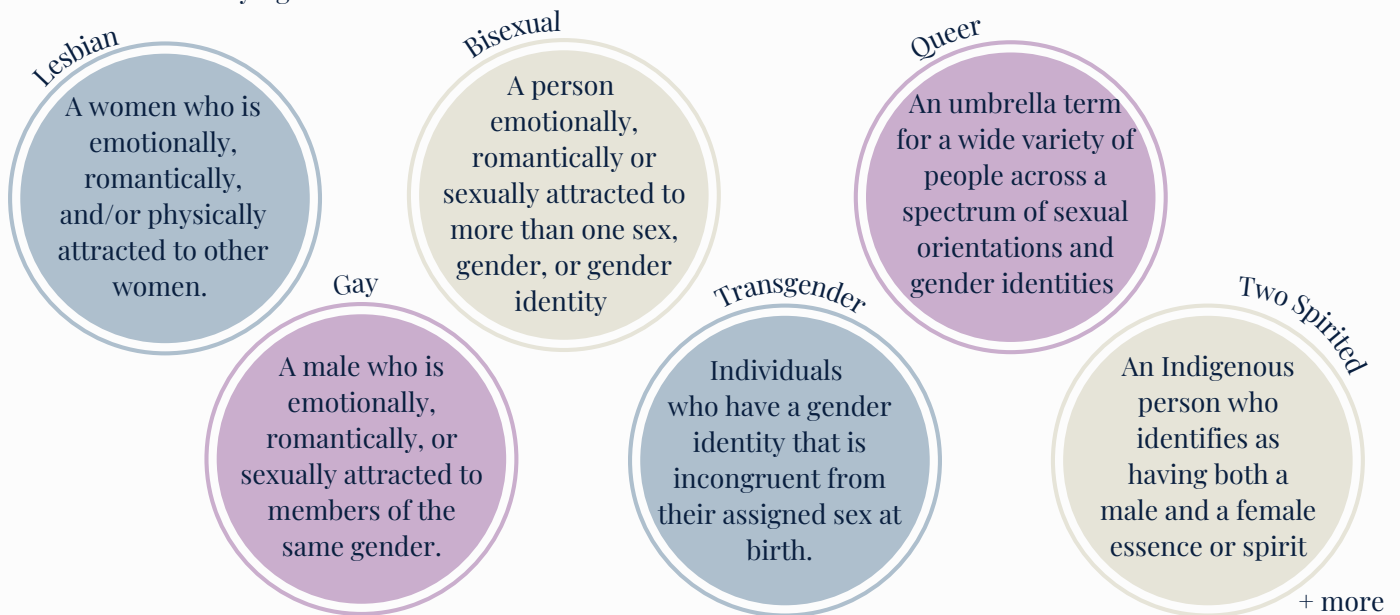 Lesbian
A women who is
emotionally,
romantically,
and/or physically
attracted to other
women.
Gay
A male who is
emotionally,
romantically, or
sexually attracted to
members of the
same gender.
Bisexual
A person
emotionally,
romantically or
sexually attracted to
more than one sex,
gender, or gender
identity
Transgender
Individuals
who have a gender
identity that is
incongruent from
their assigned sex at
birth.
Queer
An umbrella term
for a wide variety of
people across a
spectrum of sexual
orientations and
gender identities
Two Spirited
An Indigenous
person who
identifies as
having both a
male and a female
essence or spirit
+ more